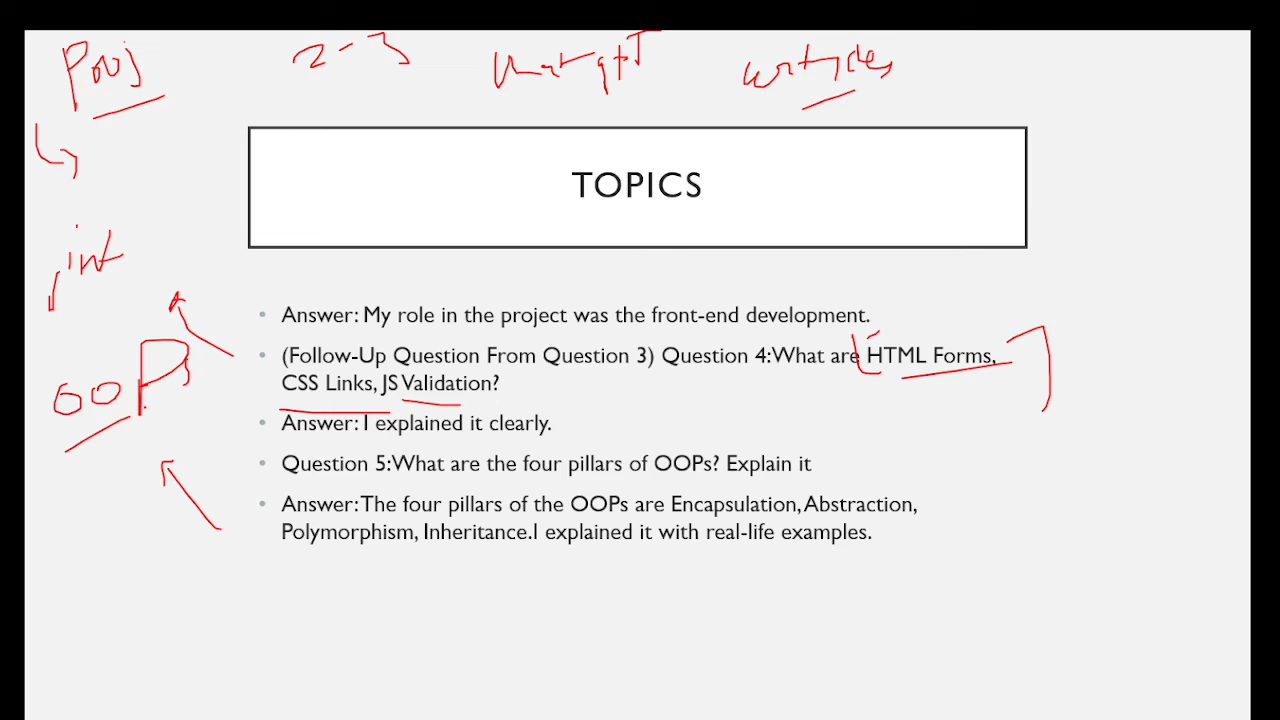 Proj 2-3 chatgpt
TOPICS
int
OOPs
• Answer: My role in the project was the front-end development.
• (Follow-Up Question From Question 3) Question 4:What are HTML Forms,
CSS Links, JS Validation?
• Answer: I explained it clearly.
• Question 5:What are the four pillars of OOPs? Explain it
• Answer: The four pillars of the OOPs are Encapsulation, Abstraction,
Polymorphism, Inheritance.I explained it with real-life examples.